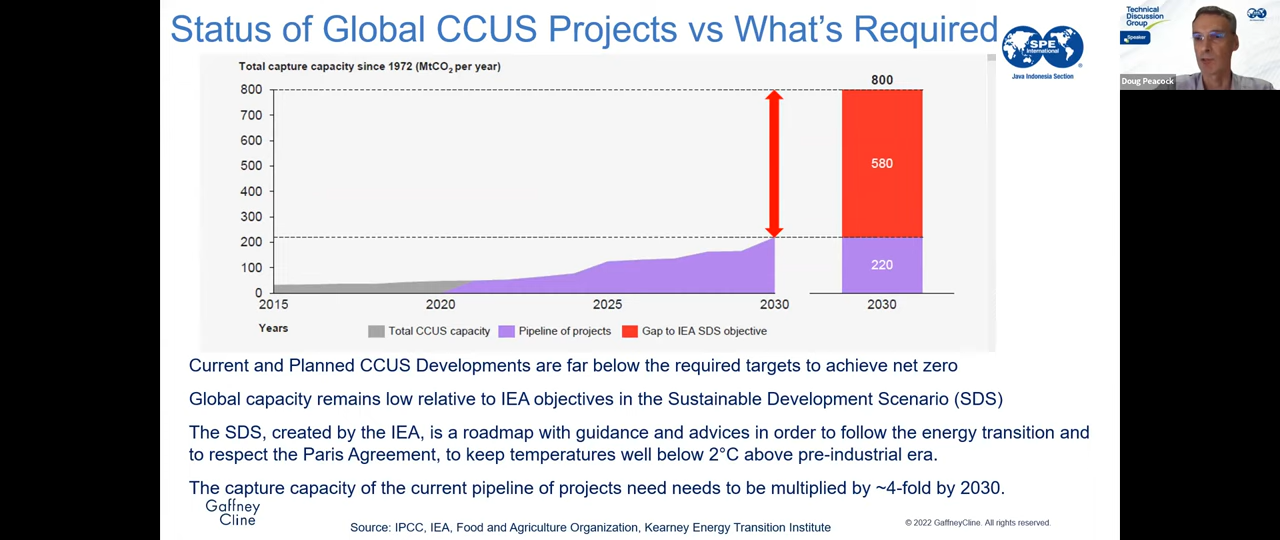 Status of Global CCUS Projects vs What's Required
SPE
International
®
Java Indonesia Section
Technical
Discussion
Group
Speaker
Doug Peacock
Total capture capacity since 1972 (MtCO₂ per year)
800
700
600
500
400
300
200
100
0
2015
2020
2025
2030
800
580
220
2030
Years
Total CCUS capacity
Pipeline of projects
Gap to IEA SDS objective
Current and Planned CCUS Developments are far below the required targets to achieve net zero
Global capacity remains low relative to IEA objectives in the Sustainable Development Scenario (SDS)
The SDS, created by the IEA, is a roadmap with guidance and advices in order to follow the energy transition and
to respect the Paris Agreement, to keep temperatures well below 2°C above pre-industrial era.
The capture capacity of the current pipeline of projects need needs to be multiplied by ~4-fold by 2030.
Gaffney
Cline
Source: IPCC, IEA, Food and Agriculture Organization, Kearney Energy Transition Institute
© 2022 GaffneyCline. All rights reserved.